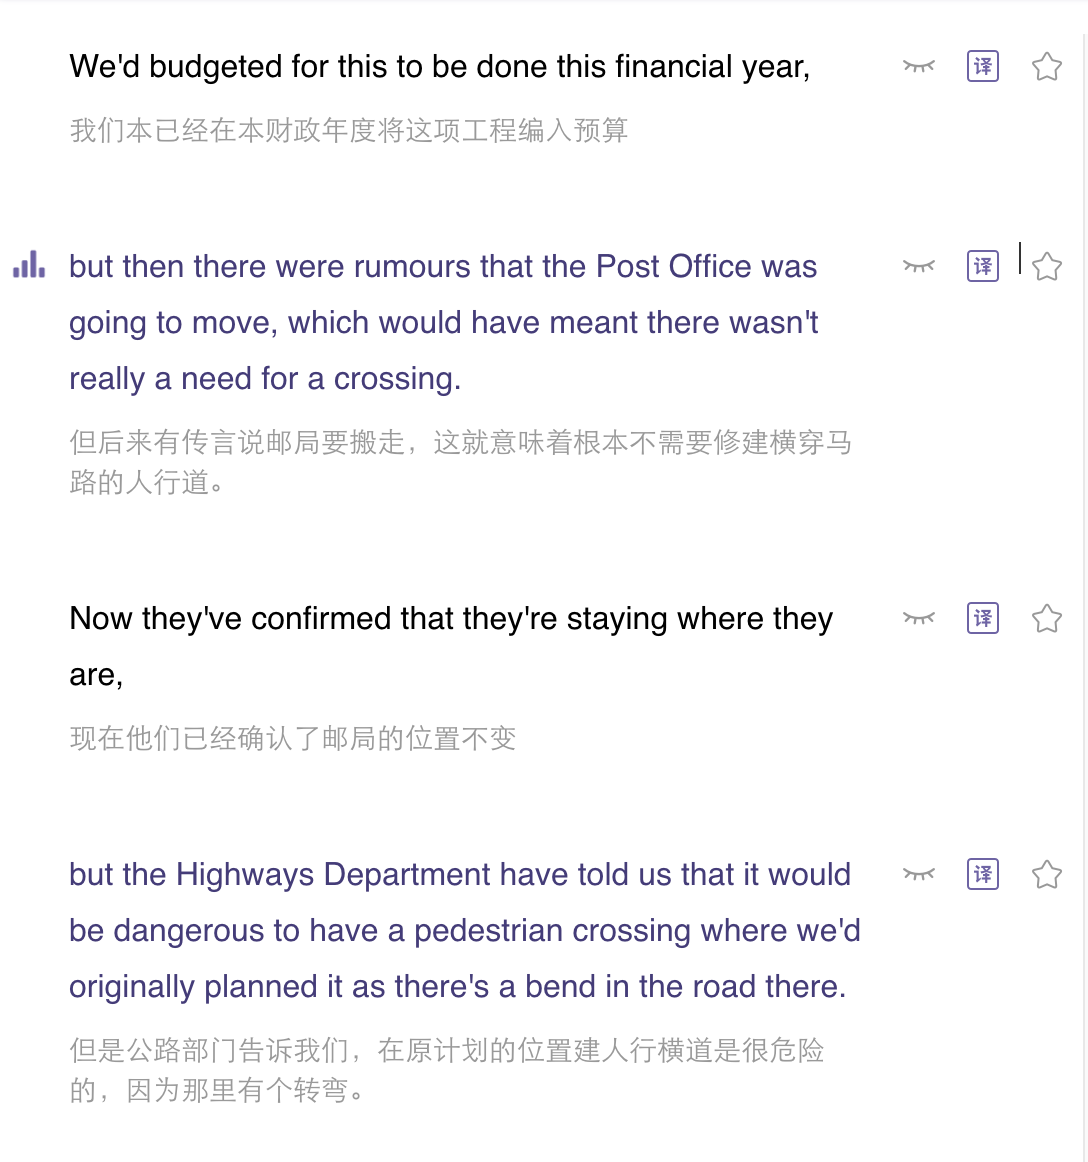 We'd budgeted for this to be done this financial year,
译
我们本已经在本财政年度将这项工程编入预算
but then there were rumours that the Post Office was
译
going to move, which would have meant there wasn't
really a need for a crossing.
但后来有传言说邮局要搬走，这就意味着根本不需要修建横穿马
路的人行道。
Now they've confirmed that they're staying where they
译
are,
现在他们已经确认了邮局的位置不变
but the Highways Department have told us that it would
译
be dangerous to have a pedestrian crossing where we'd
originally planned it as there's a bend in the road there.
但是公路部门告诉我们，在原计划的位置建人行横道是很危险
的，因为那里有个转弯。